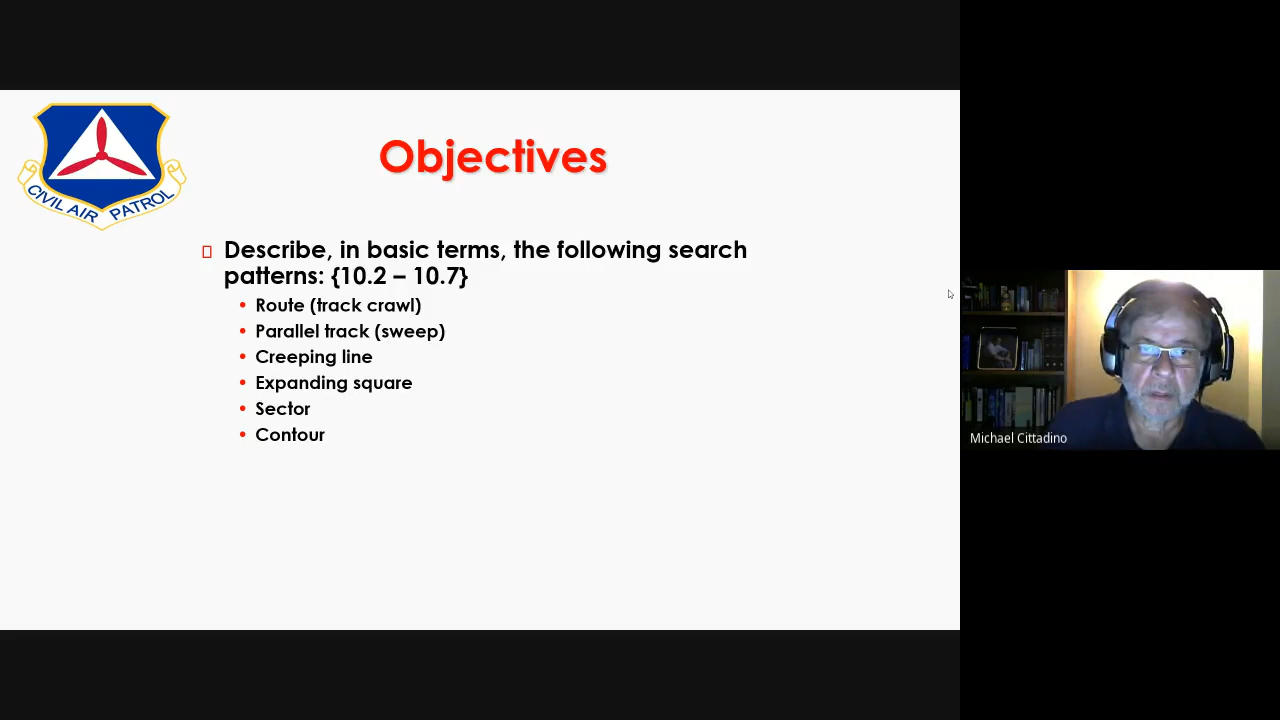 CIVIL AIR PATROL
Objectives
Describe, in basic terms, the following search
patterns: {10.2 – 10.7}
• Route (track crawl)
• Parallel track (sweep)
• Creeping line
• Expanding square
• Sector
• Contour
Michael Cittadino